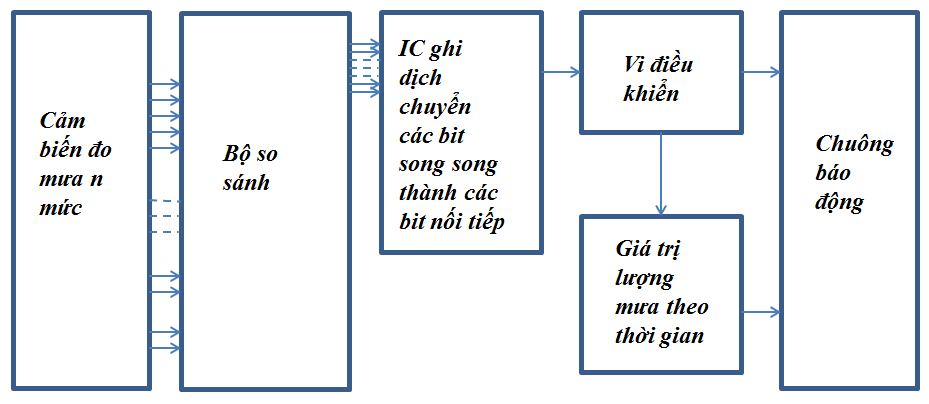 Cảm
biến đo
mưa n
mức
Bộ so
sánh
IC ghi
dịch
chuyển
các bit
song song
thành các
bit nối tiếp
Vi điều
khiển
Giá trị
lượng
mưa theo
thời gian
Chuông
báo
động